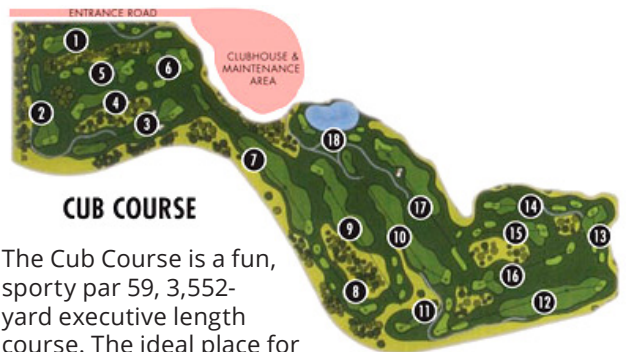 ENTRANCE ROAD
CLUBHOUSE &
MAINTENANCE
AREA
1
5
6
2
4
3
18
7
17
14
9
10
15
13
16
8
11
12
CUB COURSE
The Cub Course is a fun,
sporty par 59, 3,552-
yard executive length
course. The ideal place for